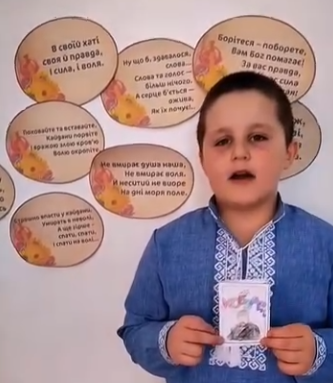 В своїй хаті
своя й правда,
І сила, і воля.
Ну що б, здавалося,
слова...
Слова та голос –
більш нічого.
А серце б'ється –
ожива,
Як їх почує!...
Борітеся – поборете,
Вам Бог помагає!
За вас правда,
сила
Поховайте та вставайте,
Кайдани порвіте
І вражою злою кров'ю
Волю окропіте.
Не вмирає душа наша,
Не вмирає воля.
І неситий не виоре
На дні моря поле.
Страшно впасти у кайдани,
Умирать в неволі,
А ще гірше –
спати, спати,
І спати на волі...